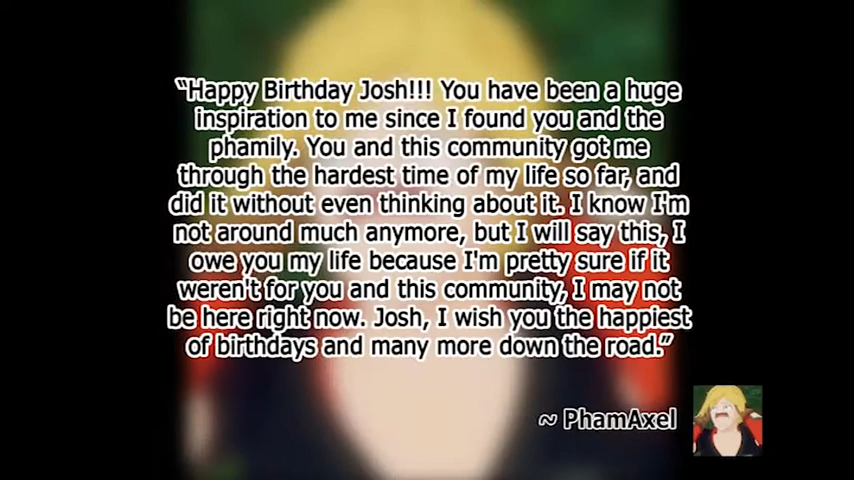 “Happy Birthday Josh!!! You have been a huge
inspiration to me since I found you and the
phamily. You and this community got me
through the hardest time of my life so far, and
did it without even thinking about it. I know I'm
not around much anymore, but I will say this, I
owe you my life because I'm pretty sure if it
weren't for you and this community, I may not
be here right now. Josh, I wish you the happiest
of birthdays and many more down the road.”
~ PhamAxel